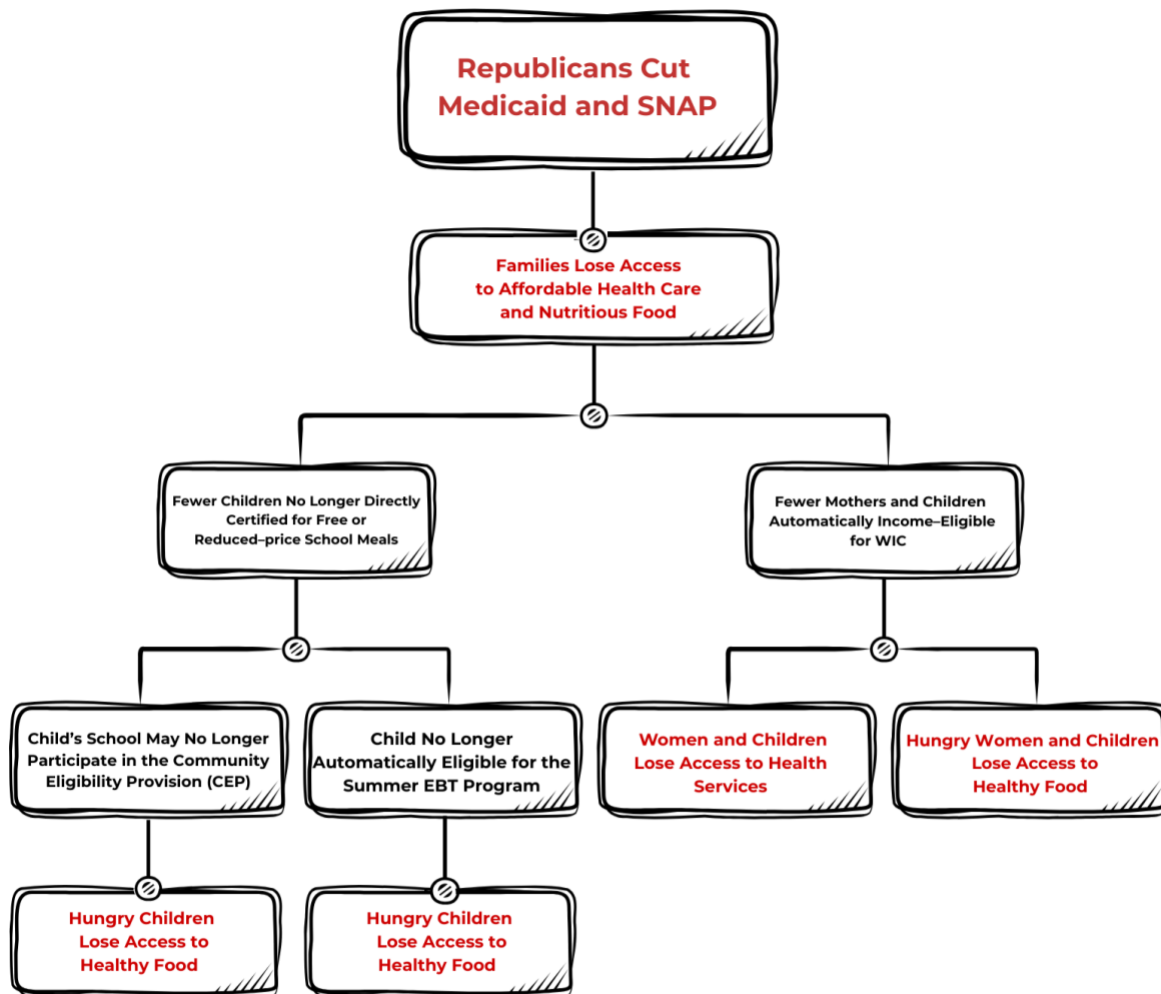 Republicans Cut
Medicaid and SNAP
Families Lose Access
to Affordable Health Care
and Nutritious Food
Fewer Children No Longer Directly
Certified for Free or
Reduced–price School Meals
Fewer Mothers and Children
Automatically Income–Eligible
for WIC
Child's School May No Longer
Participate in the Community
Eligibility Provision (CEP)
Child No Longer
Automatically Eligible for the
Summer EBT Program
Women and Children
Lose Access to Health
Services
Hungry Women and Children
Lose Access to
Healthy Food
Hungry Children
Lose Access to
Healthy Food
Hungry Children
Lose Access to
Healthy Food